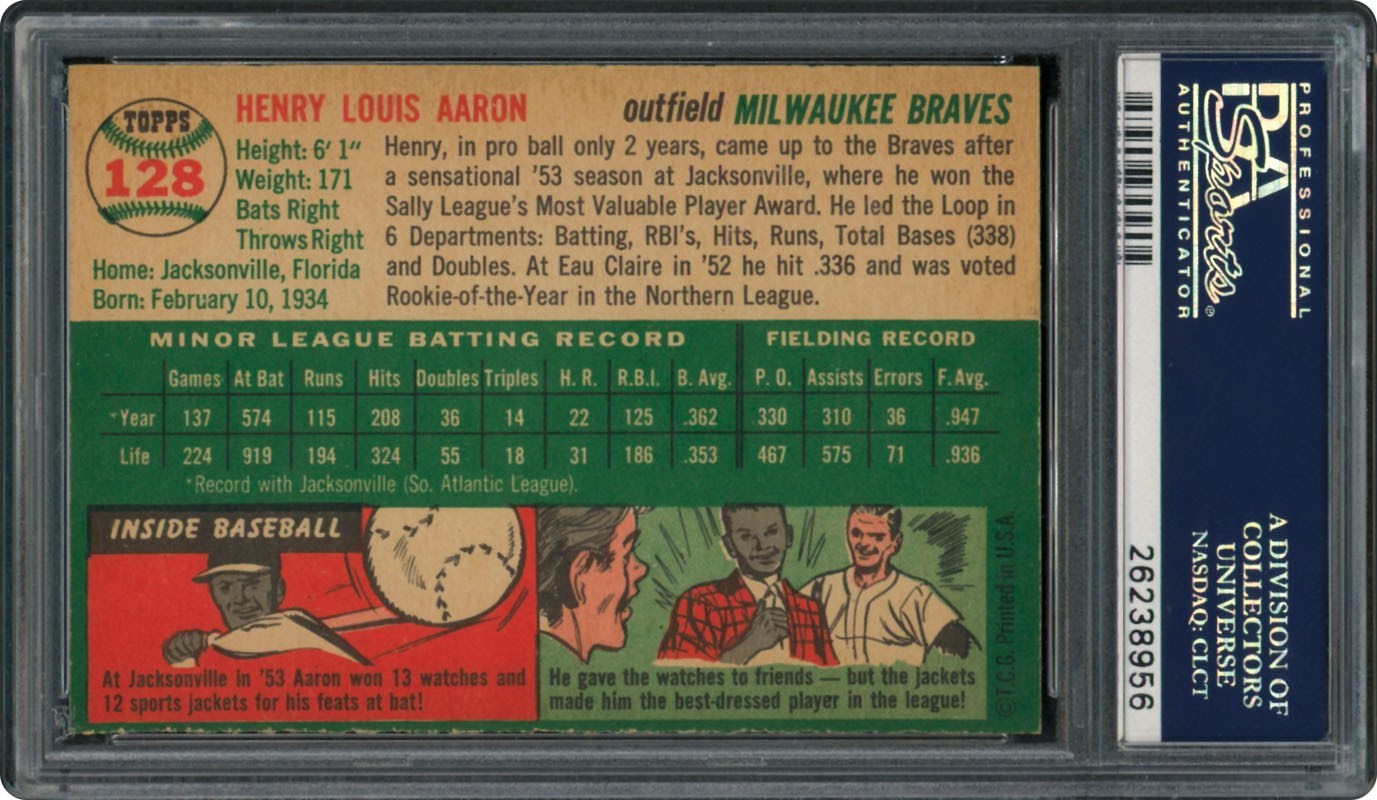 TOPPS
128
HENRY LOUIS AARON
outfield MILWAUKEE BRAVES
Height: 6' 1"
Weight: 171
Bats Right
Throws Right
Home: Jacksonville, Florida
Born: February 10, 1934
Henry, in pro ball only 2 years, came up to the Braves after
a sensational '53 season at Jacksonville, where he won the
Sally League's Most Valuable Player Award. He led the Loop in
6 Departments: Batting, RBI's, Hits, Runs, Total Bases (338)
and Doubles. At Eau Claire in '52 he hit .336 and was voted
Rookie-of-the-Year in the Northern League.
MINOR LEAGUE BATTING RECORD FIELDING RECORD
Games At Bat Runs Hits Doubles Triples H. R. R.B.I. B. Avg. P. O. Assists Errors F. Avg.
*Year 137 574 115 208 36 14 22 125 .362 330 310 36 .947
Life 224 919 194 324 55 18 31 186 .353 467 575 71 .936
*Record with Jacksonville (So. Atlantic League).
INSIDE BASEBALL
At Jacksonville in '53 Aaron won 13 watches and
12 sports jackets for his feats at bat!
He gave the watches to friends — but the jackets
made him the best-dressed player in the league!
©T.C.G. Printed in U.S.A.
PROFESSIONAL
PSA
Sports®
AUTHENTICATOR
A DIVISION OF
COLLECTORS
UNIVERSE
NASDAQ: CLCT
26238956